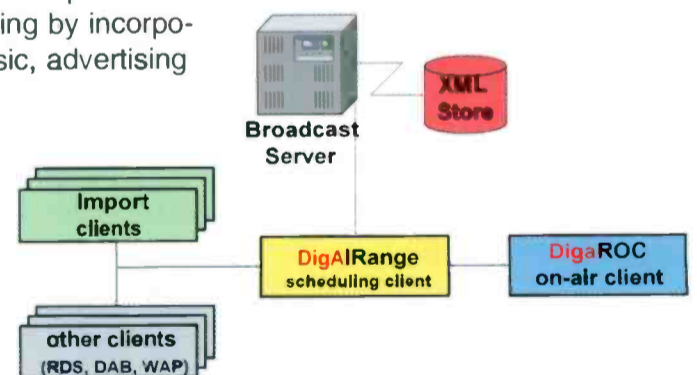 ing by incorpo-
sic, advertising
XML
Store
Broadcast
Server
Import
clients
DigAIRange
scheduling client
DigaROC
on-air client
other clients
(RDS, DAB, WAP)